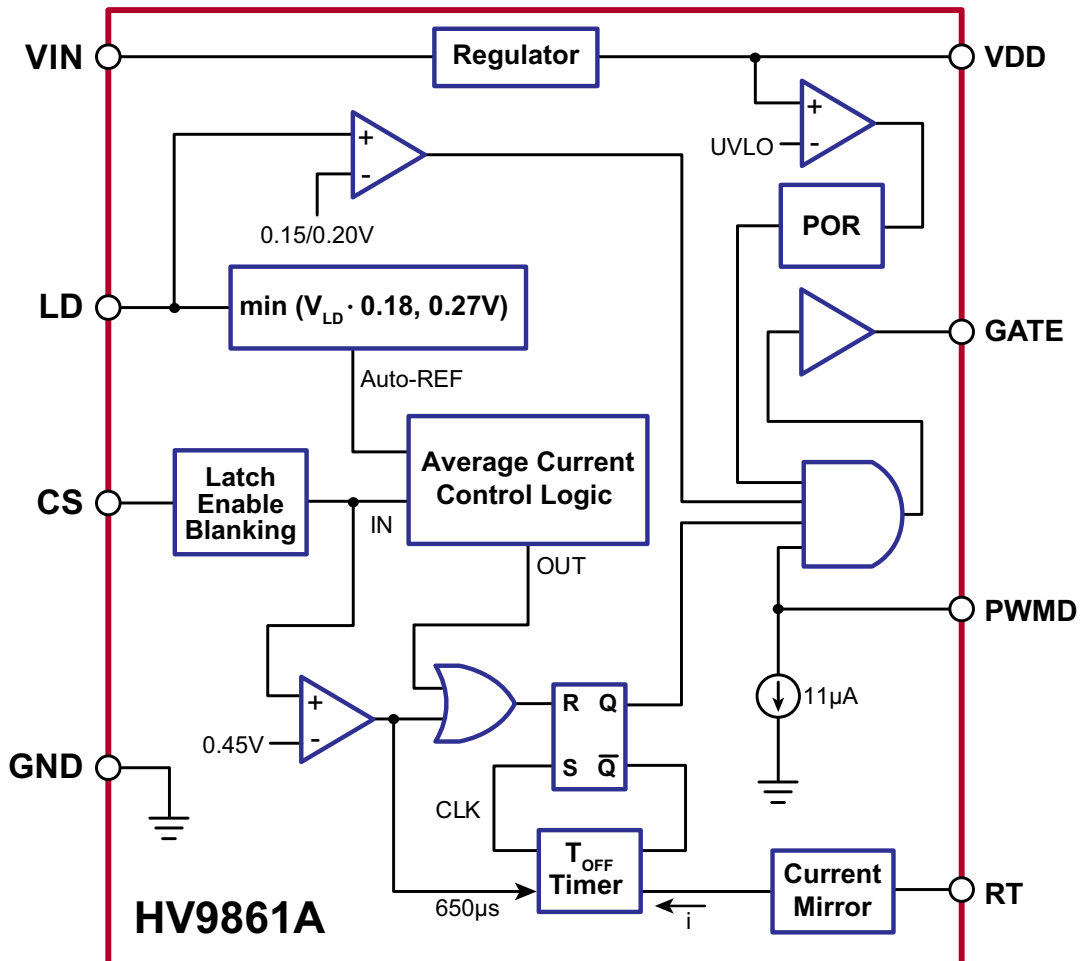 VIN
Regulator
VDD
+
-
UVLO
+
-
0.15/0.20V
POR
LD
min (V_LD · 0.18, 0.27V)
GATE
Auto-REF
Average Current
Control Logic
CS
Latch
Enable
Blanking
IN
OUT
PWMD
11µA
+
-
0.45V
R Q
S Q̅
GND
CLK
T_OFF
Timer
650µs
i
Current
Mirror
RT
HV9861A